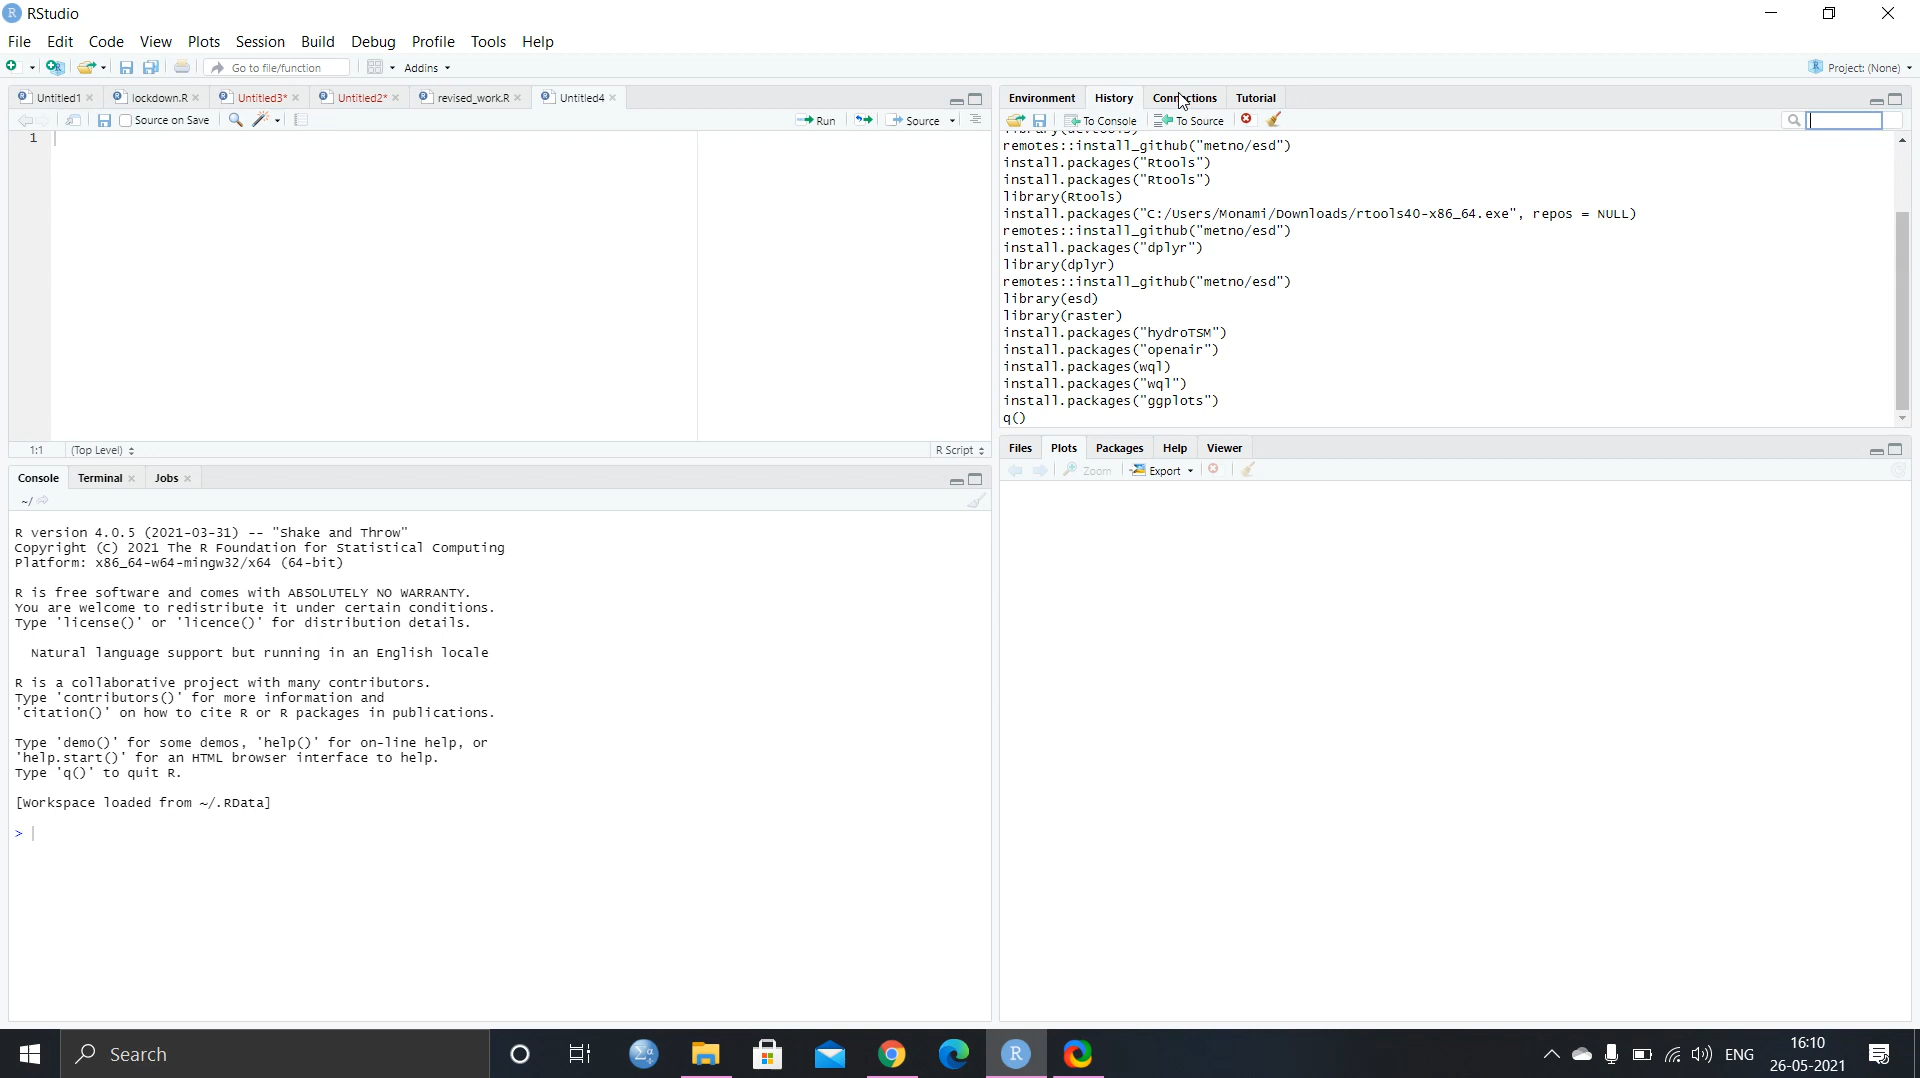 RStudio
File Edit Code View Plots Session Build Debug Profile Tools Help
Go to file/function Addins Project: (None)
Untitled1 lockdown.R Untitled3* Untitled2* revised_work.R Untitled4
Source on Save Run Source
1
1:1 (Top Level) R Script
Console Terminal Jobs
~/
R version 4.0.5 (2021-03-31) -- "Shake and Throw"
Copyright (C) 2021 The R Foundation for Statistical Computing
Platform: x86_64-w64-mingw32/x64 (64-bit)
R is free software and comes with ABSOLUTELY NO WARRANTY.
You are welcome to redistribute it under certain conditions.
Type 'license()' or 'licence()' for distribution details.
Natural language support but running in an English locale
R is a collaborative project with many contributors.
Type 'contributors()' for more information and
'citation()' on how to cite R or R packages in publications.
Type 'demo()' for some demos, 'help()' for on-line help, or
'help.start()' for an HTML browser interface to help.
Type 'q()' to quit R.
[Workspace loaded from ~/.RData]
>
Environment History Connections Tutorial
To Console To Source
library(devtools)
remotes::install_github("metno/esd")
install.packages("Rtools")
install.packages("Rtools")
library(Rtools)
install.packages("C:/Users/Monami/Downloads/rtools40-x86_64.exe", repos = NULL)
remotes::install_github("metno/esd")
install.packages("dplyr")
library(dplyr)
remotes::install_github("metno/esd")
library(esd)
library(raster)
install.packages("hydroTSM")
install.packages("openair")
install.packages(wql)
install.packages("wql")
install.packages("ggplots")
q()
Files Plots Packages Help Viewer
Zoom Export
Search
ENG
16:10
26-05-2021